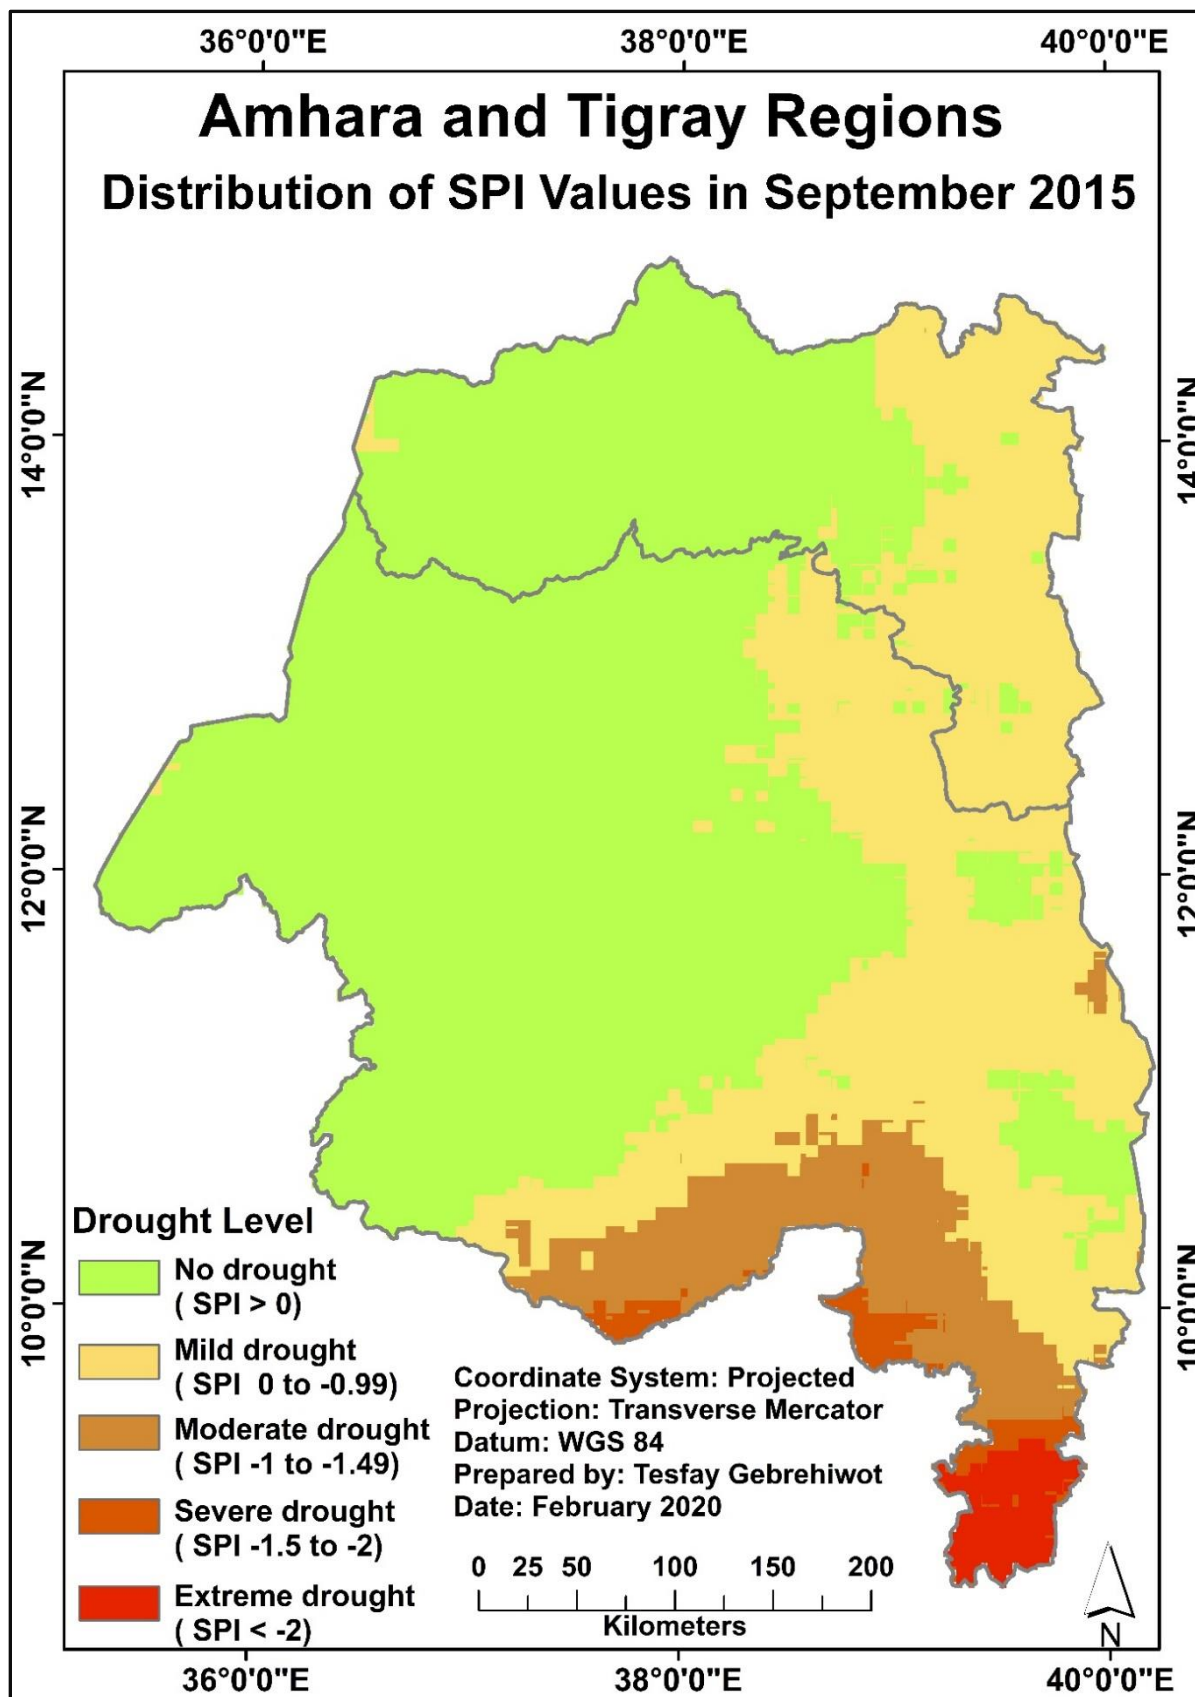 36°0'0"E 38°0'0"E 40°0'0"E
Amhara and Tigray Regions
Distribution of SPI Values in September 2015
14°0'0"N 14°0'0"N
12°0'0"N 12°0'0"N
10°0'0"N 10°0'0"N
Drought Level
No drought
( SPI > 0)
Mild drought
( SPI 0 to -0.99)
Moderate drought
( SPI -1 to -1.49)
Severe drought
( SPI -1.5 to -2)
Extreme drought
( SPI < -2)
Coordinate System: Projected
Projection: Transverse Mercator
Datum: WGS 84
Prepared by: Tesfay Gebrehiwot
Date: February 2020
0 25 50 100 150 200
Kilometers
N
36°0'0"E 38°0'0"E 40°0'0"E